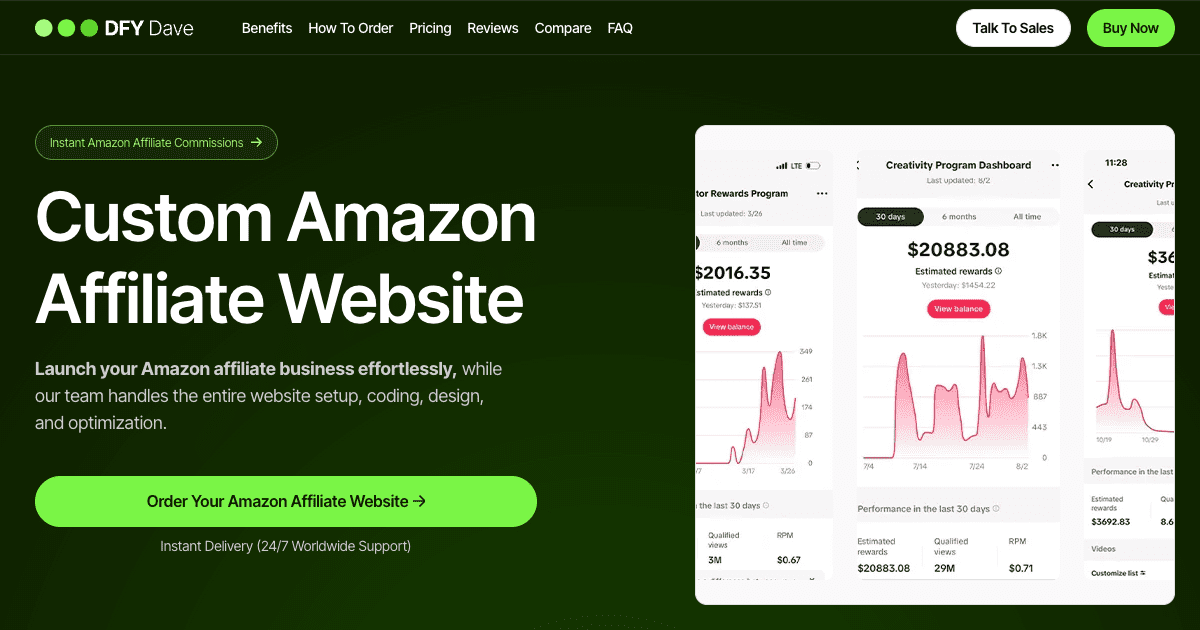 DFY Dave
Benefits
How To Order
Pricing
Reviews
Compare
FAQ
Talk To Sales
Buy Now
Instant Amazon Affiliate Commissions →
Custom Amazon
Affiliate Website
Launch your Amazon affiliate business effortlessly, while
our team handles the entire website setup, coding, design,
and optimization.
Order Your Amazon Affiliate Website →
Instant Delivery (24/7 Worldwide Support)
LTE
tor Rewards Program
Last updated: 3/26
6 months
All time
$2016.35
stimated rewards
Yesterday: $137.51
View balance
349
261
174
87
0
/7
3/17
3/26
the last 30 days
Qualified
views
RPM
3M
$0.67
Creativity Program Dashboard
Last updated: 8/2
30 days
6 months
All time
$20883.08
Estimated rewards
Yesterday: $1454.22
View balance
1.8K
1.3K
887
443
0
7/4
7/14
7/24
8/2
Performance in the last 30 days
Estimated
rewards
Qualified
views
RPM
$20883.08
29M
$0.71
11:28
Creativity Pr
Last u
30 days
$36
Estimat
Yeste
10/19
10/29
Performance in the last
Estimated
rewards
Qua
$3692.83
8.6
Videos
Customize list